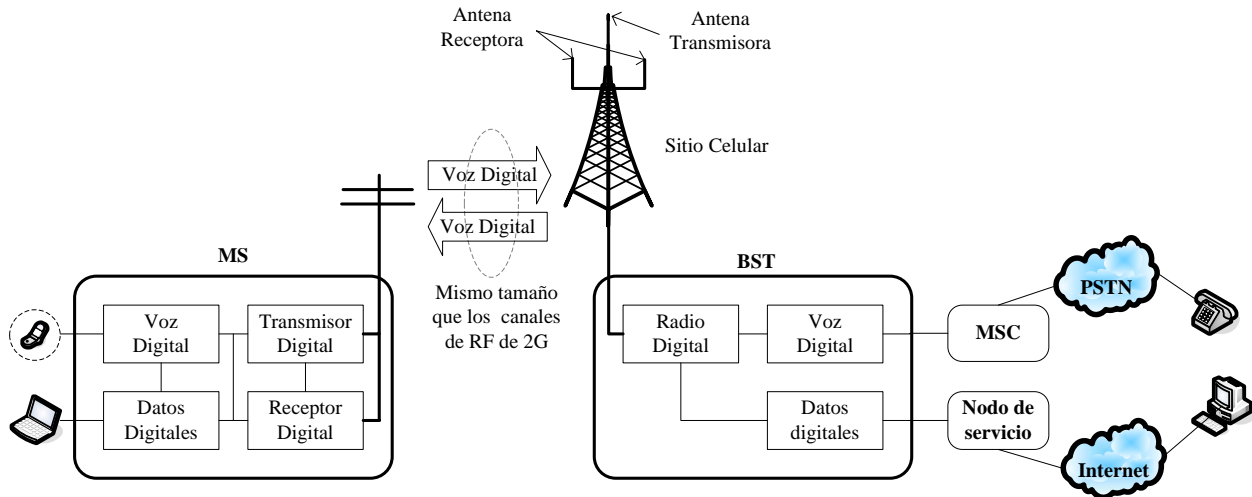 Antena
Receptora
Antena
Transmisora
Sitio Celular
Voz Digital
Voz Digital
Mismo tamaño
que los canales
de RF de 2G
MS
Voz
Digital
Transmisor
Digital
Datos
Digitales
Receptor
Digital
BST
Radio
Digital
Voz
Digital
Datos
digitales
MSC
Nodo de
servicio
PSTN
Internet